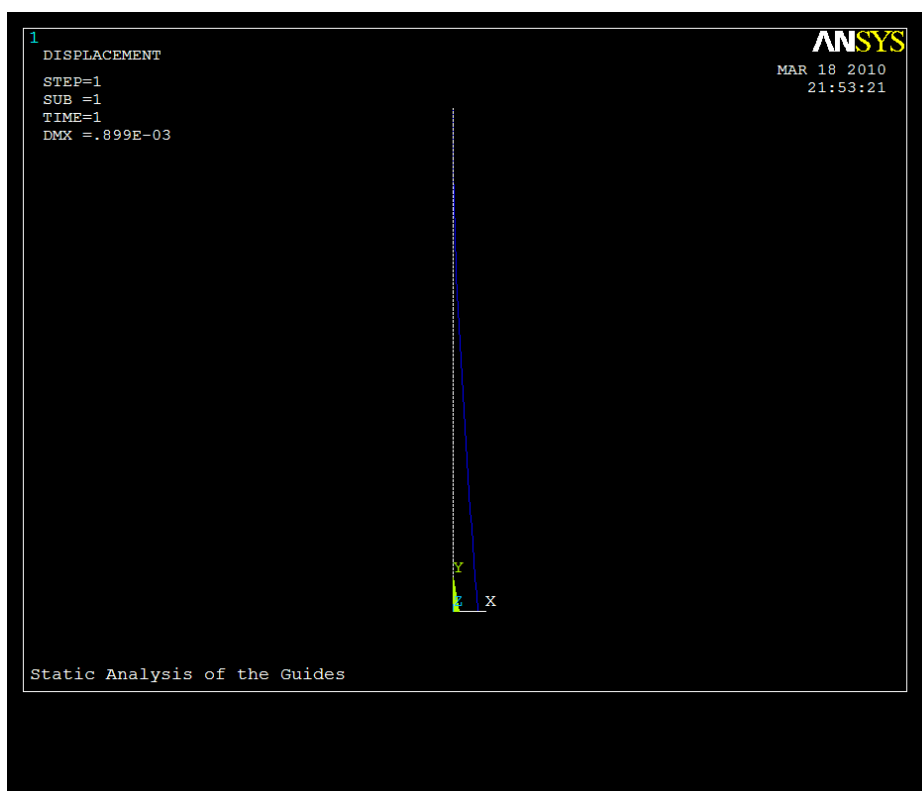 1
DISPLACEMENT
STEP=1
SUB =1
TIME=1
DMX =.899E-03
ANSYS
MAR 18 2010
21:53:21
Y
Z X
Static Analysis of the Guides